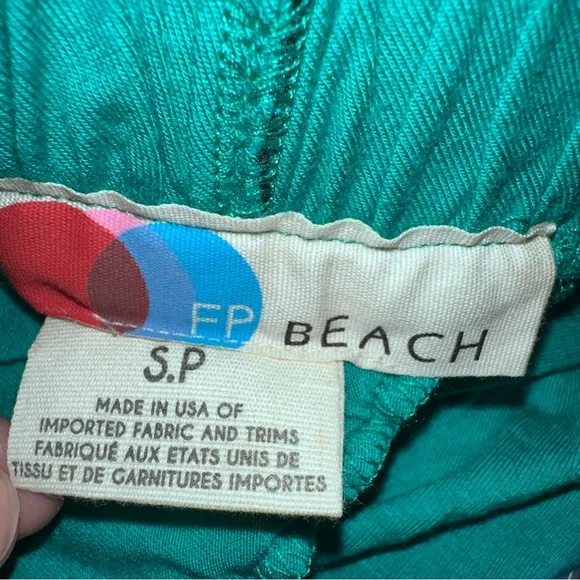 FP BEACH
S.P
MADE IN USA OF
IMPORTED FABRIC AND TRIMS
FABRIQUÉ AUX ETATS UNIS DE
TISSU ET DE GARNITURES IMPORTES